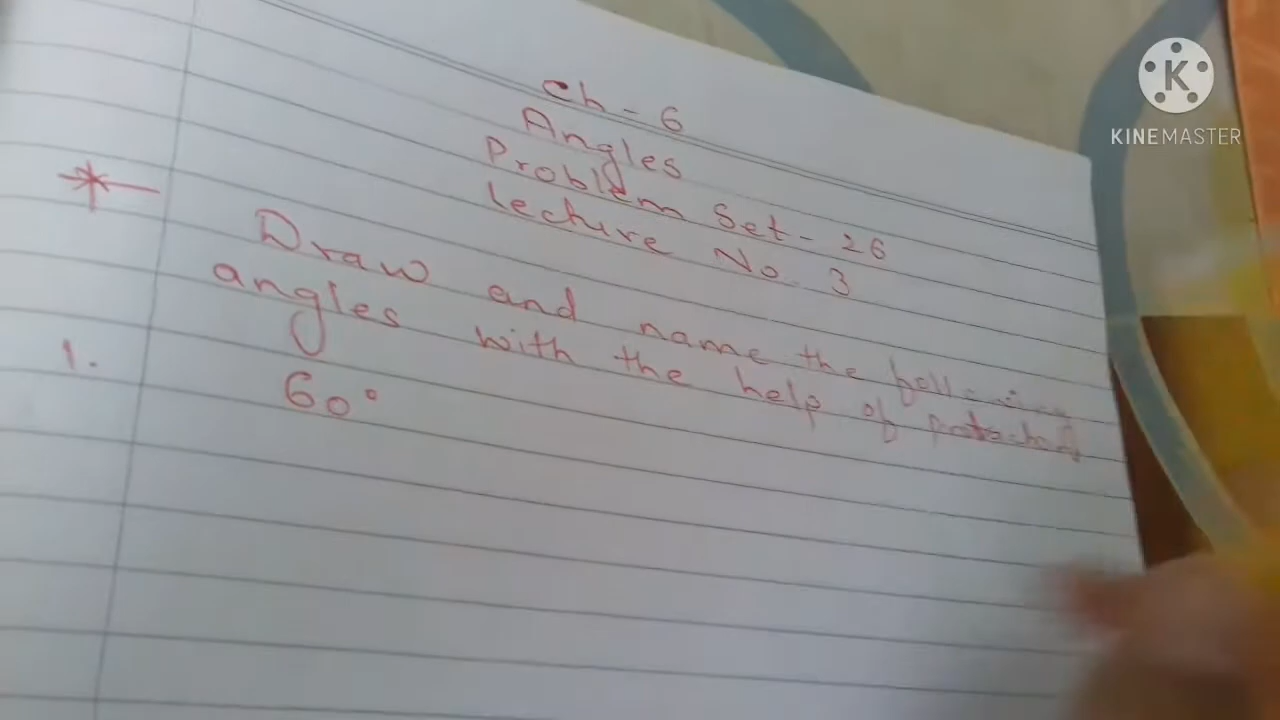 Ch - 6
Angles
Problem Set - 26
Lecture No. 3
* Draw and name the following
angles with the help of
1. 60°
K
KINEMASTER